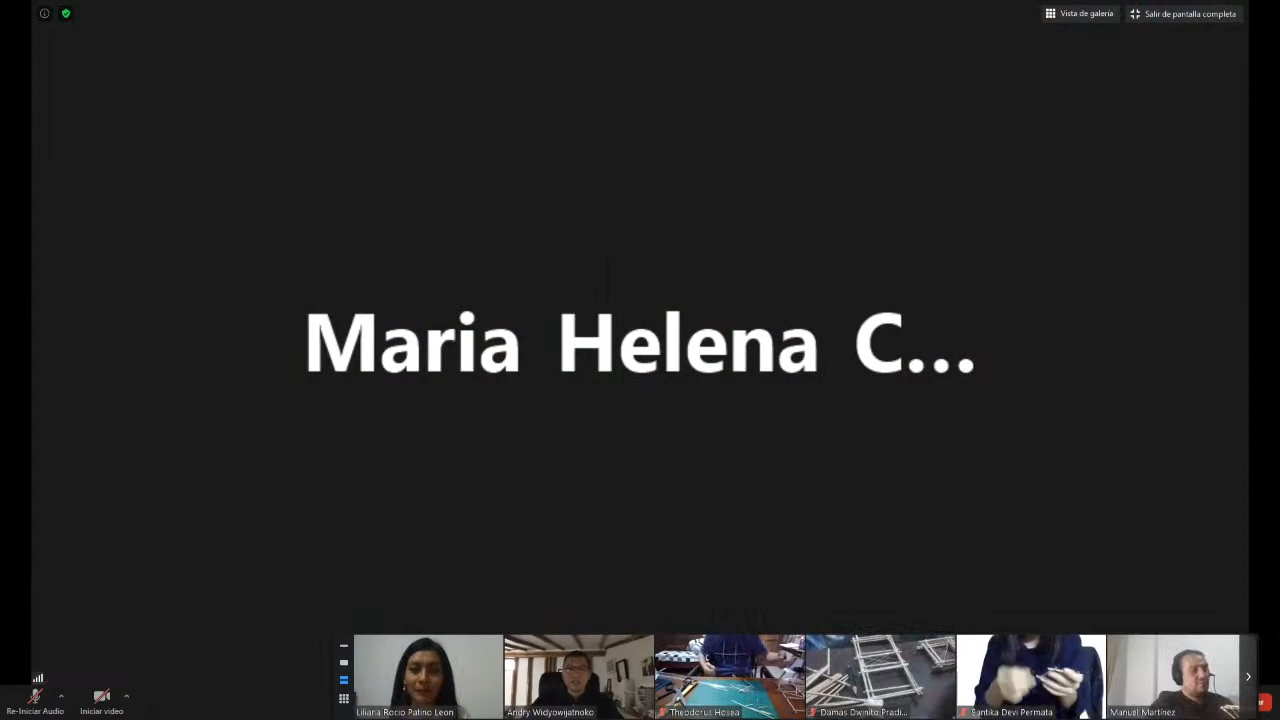 Vista de galería
Salir de pantalla completa
Maria Helena C...
Liliana Rocio Patino Leon
Andry Widyowijatnoko
Theodorus Hosea
Damas Dwinito Pradi...
Santika Devi Permata
Manuel Martínez
Re-Iniciar Audio
Iniciar video